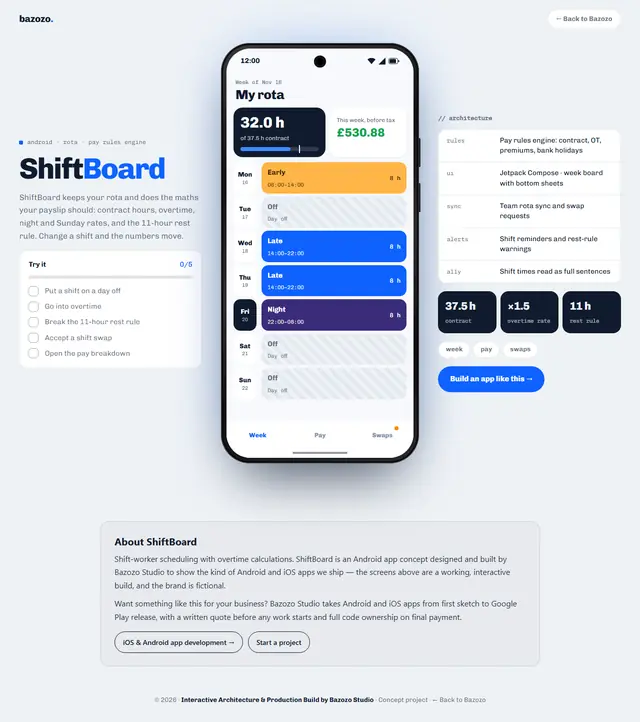 bazozo.
← Back to Bazozo
android · rota · pay rules engine
ShiftBoard
ShiftBoard keeps your rota and does the maths
your payslip should: contract hours, overtime,
night and Sunday rates, and the 11-hour rest
rule. Change a shift and the numbers move.
Try it 0/5
Put a shift on a day off
Go into overtime
Break the 11-hour rest rule
Accept a shift swap
Open the pay breakdown
12:00
Week of Nov 16
My rota
32.0 h
of 37.5 h contract
This week, before tax
£530.88
Mon
16
Early
06:00–14:00
8 h
Tue
17
Off
Day off
Wed
18
Late
14:00–22:00
8 h
Thu
19
Late
14:00–22:00
8 h
Fri
20
Night
22:00–06:00
8 h
Sat
21
Off
Day off
Sun
22
Off
Day off
Week Pay Swaps
// architecture
rules Pay rules engine: contract, OT,
premiums, bank holidays
ui Jetpack Compose · week board
with bottom sheets
sync Team rota sync and swap
requests
alerts Shift reminders and rest-rule
warnings
a11y Shift times read as full sentences
37.5 h
contract
×1.5
overtime rate
11 h
rest rule
week pay swaps
Build an app like this →
About ShiftBoard
Shift-worker scheduling with overtime calculations. ShiftBoard is an Android app concept designed and built by
Bazozo Studio to show the kind of Android and iOS apps we ship — the screens above are a working, interactive
build, and the brand is fictional.
Want something like this for your business? Bazozo Studio takes Android and iOS apps from first sketch to Google
Play release, with a written quote before any work starts and full code ownership on final payment.
iOS & Android app development →
Start a project
© 2026 · Interactive Architecture & Production Build by Bazozo Studio · Concept project · ← Back to Bazozo